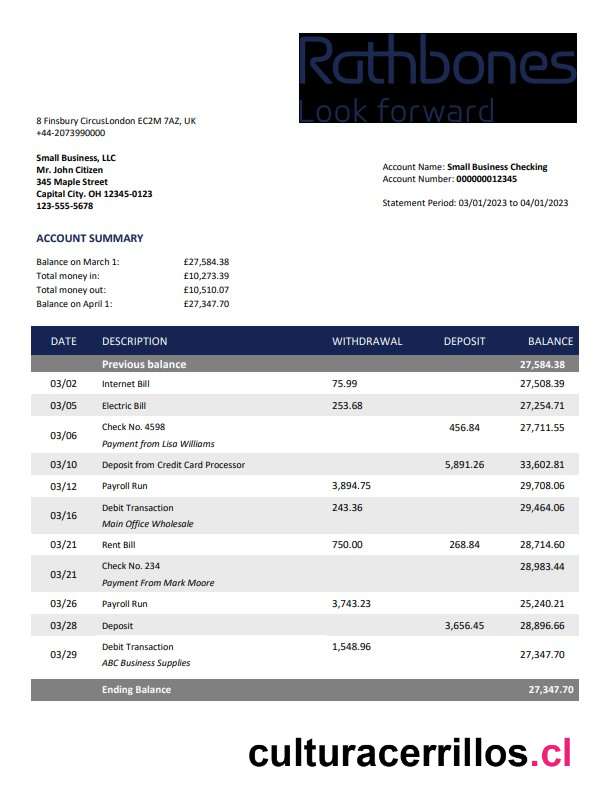 Rathbones
Look forward
8 Finsbury CircusLondon EC2M 7AZ, UK
+44-2073990000
Small Business, LLC
Mr. John Citizen
345 Maple Street
Capital City. OH 12345-0123
123-555-5678
Account Name: Small Business Checking
Account Number: 000000012345
Statement Period: 03/01/2023 to 04/01/2023
ACCOUNT SUMMARY
Balance on March 1: £27,584.38
Total money in: £10,273.39
Total money out: £10,510.07
Balance on April 1: £27,347.70
DATE DESCRIPTION WITHDRAWAL DEPOSIT BALANCE
Previous balance 27,584.38
03/02 Internet Bill 75.99 27,508.39
03/05 Electric Bill 253.68 27,254.71
03/06 Check No. 4598 456.84 27,711.55
Payment from Lisa Williams
03/10 Deposit from Credit Card Processor 5,891.26 33,602.81
03/12 Payroll Run 3,894.75 29,708.06
03/16 Debit Transaction 243.36 29,464.06
Main Office Wholesale
03/21 Rent Bill 750.00 268.84 28,714.60
03/21 Check No. 234 28,983.44
Payment From Mark Moore
03/26 Payroll Run 3,743.23 25,240.21
03/28 Deposit 3,656.45 28,896.66
03/29 Debit Transaction 1,548.96 27,347.70
ABC Business Supplies
Ending Balance 27,347.70
culturacerrillos.cl